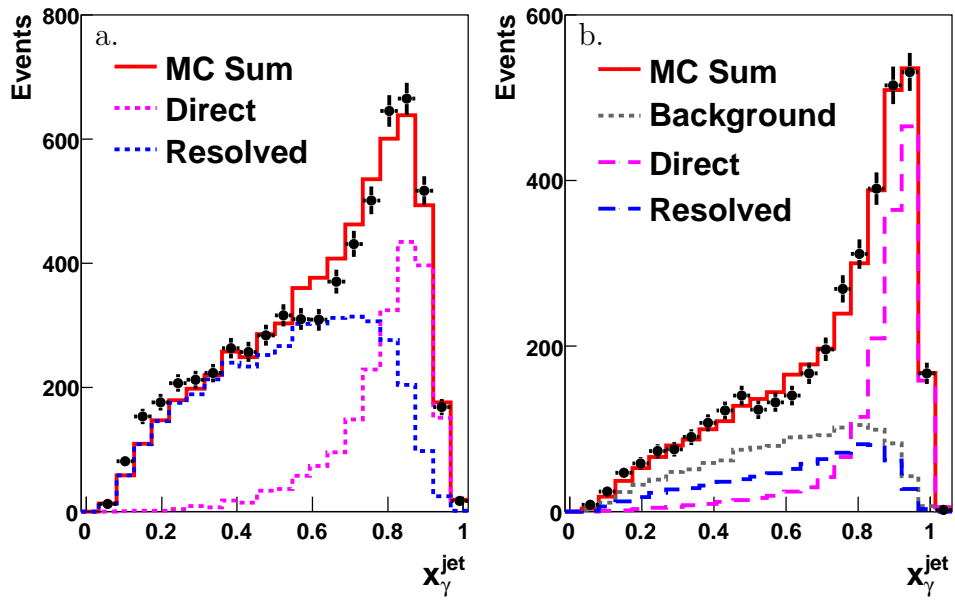 a.
Events
800
600
400
200
0
MC Sum
Direct
Resolved
0 0.2 0.4 0.6 0.8 1
x_γ^jet
b.
Events
600
400
200
0
MC Sum
Background
Direct
Resolved
0 0.2 0.4 0.6 0.8 1
x_γ^jet